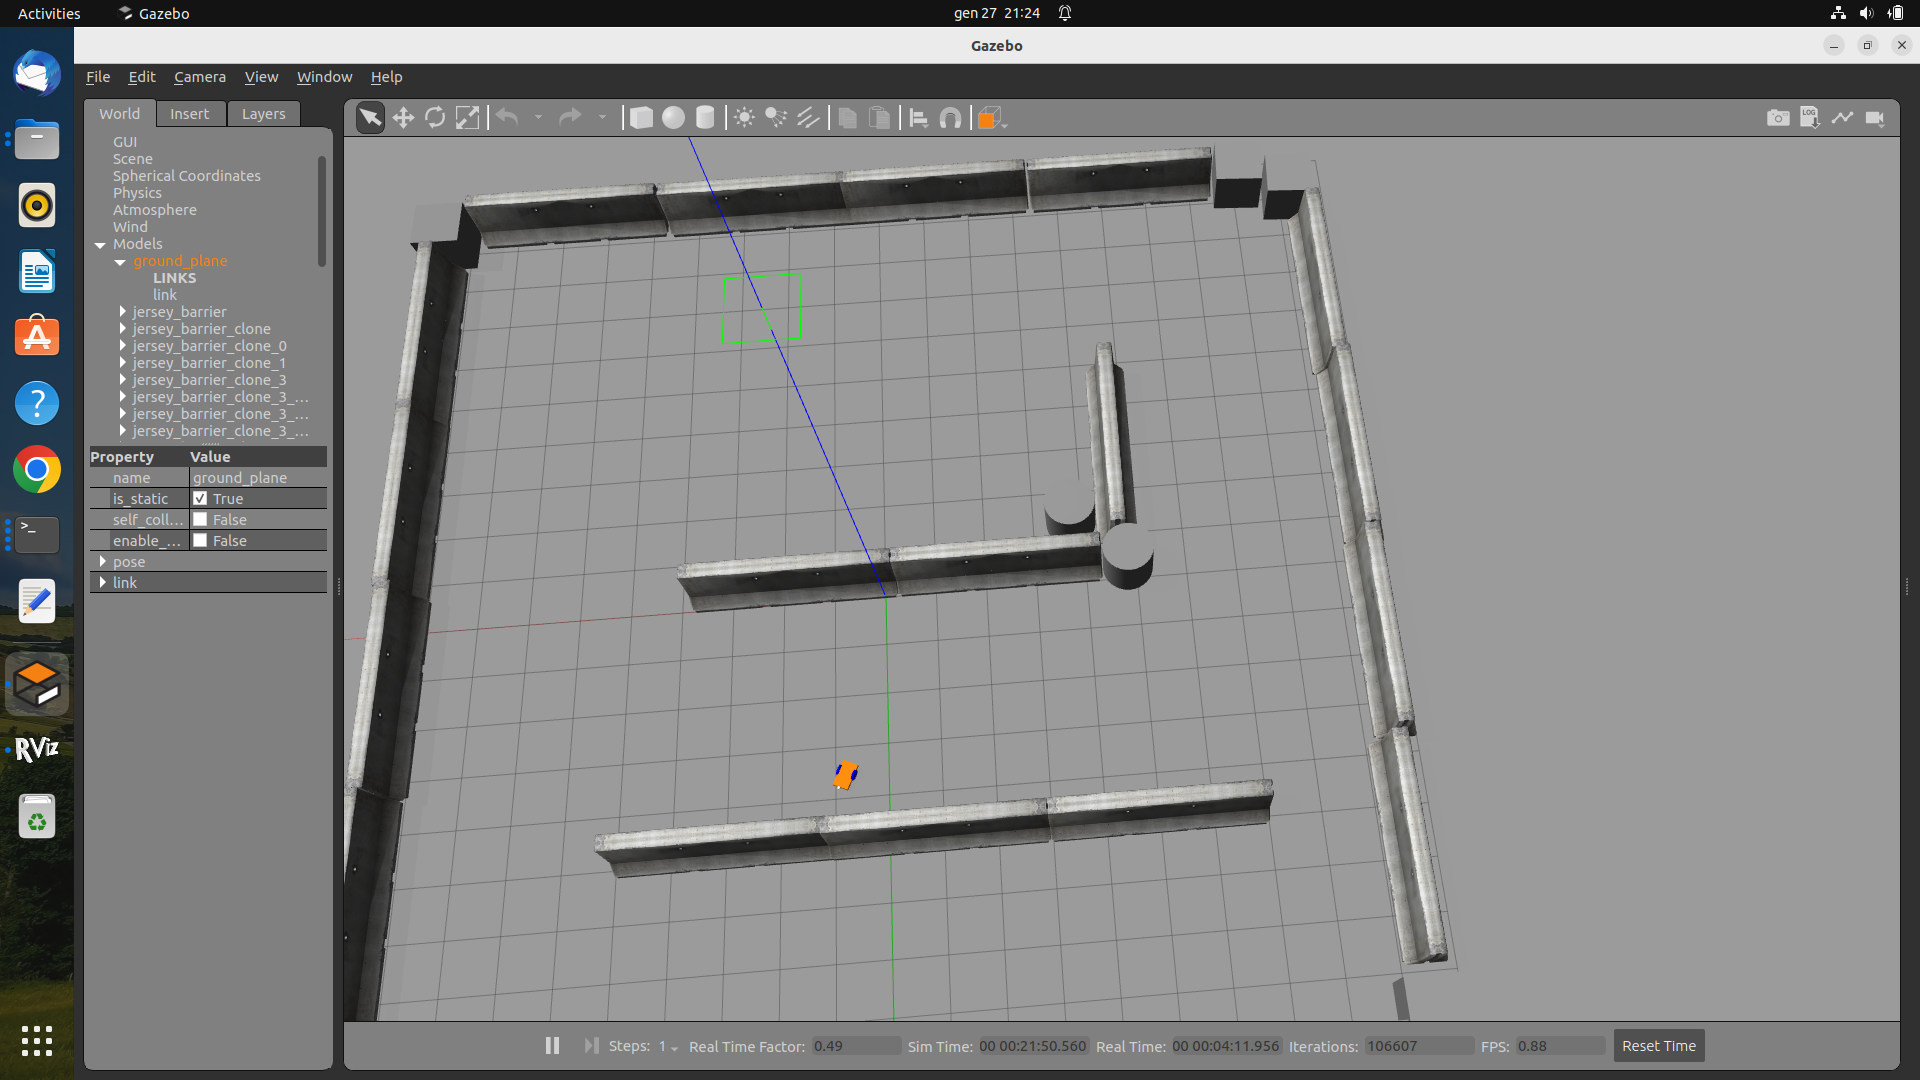 Activities Gazebo gen 27 21:24
Gazebo
File Edit Camera View Window Help
World Insert Layers
LOG
GUI
Scene
Spherical Coordinates
Physics
Atmosphere
Wind
Models
ground_plane
LINKS
link
jersey_barrier
jersey_barrier_clone
jersey_barrier_clone_0
jersey_barrier_clone_1
jersey_barrier_clone_3
jersey_barrier_clone_3_...
jersey_barrier_clone_3_...
jersey_barrier_clone_3_...
Property Value
name ground_plane
is_static True
self_coll... False
enable_... False
pose
link
RViz
Steps: 1 Real Time Factor: 0.49 Sim Time: 00 00:21:50.560 Real Time: 00 00:04:11.956 Iterations: 106607 FPS: 0.88 Reset Time